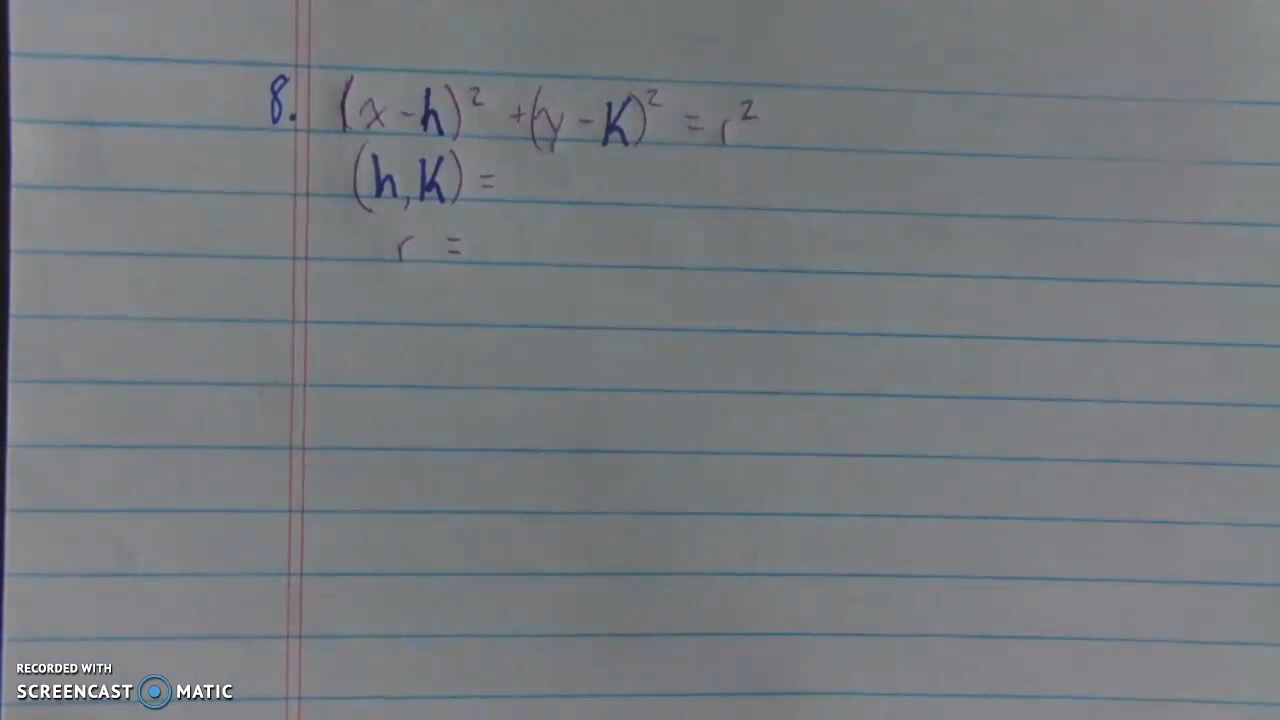 8. (x-h)² +(y-K)² = r²
(h,K) =
r =
RECORDED WITH
SCREENCAST MATIC